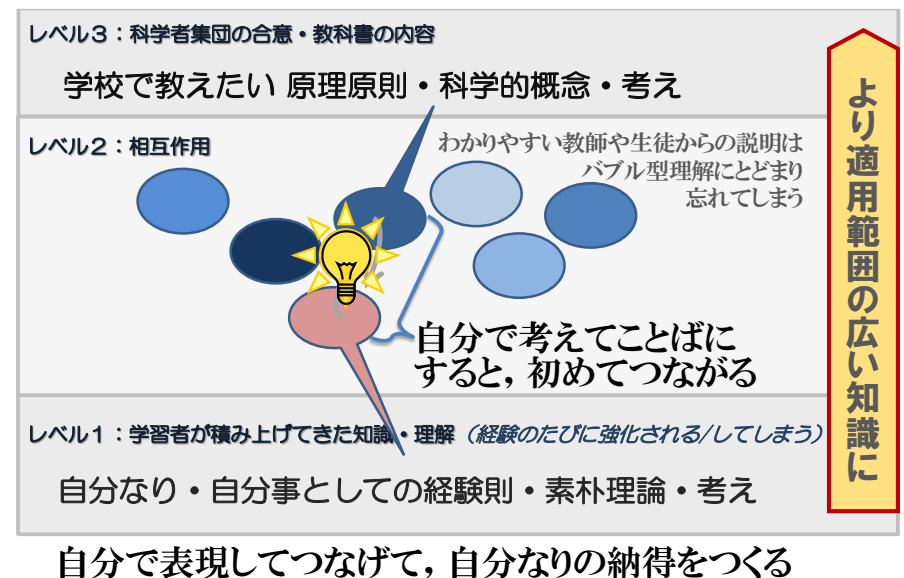 レベル３：科学者集団の合意・教科書の内容
学校で教えたい 原理原則・科学的概念・考え
レベル２：相互作用
わかりやすい教師や生徒からの説明は
バブル型理解にとどまり
忘れてしまう
自分で考えてことばに
すると，初めてつながる
レベル１：学習者が積み上げてきた知識・理解（経験のたびに強化される/してしまう）
自分なり・自分事としての経験則・素朴理論・考え
より適用範囲の広い知識に
自分で表現してつなげて，自分なりの納得をつくる